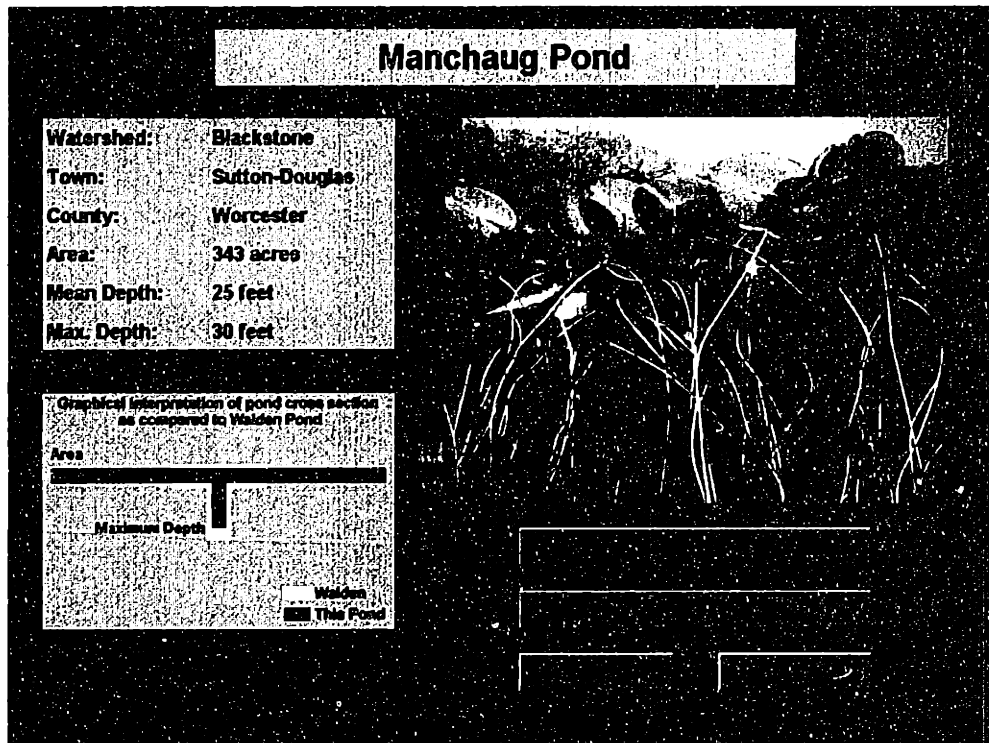 Manchaug Pond
Watershed: Blackstone
Town: Sutton-Douglas
County: Worcester
Area: 343 acres
Mean Depth: 25 feet
Max. Depth: 30 feet
Graphical interpretation of pond cross section
as compared to Walden Pond
Area
Maximum Depth
Walden
This Pond